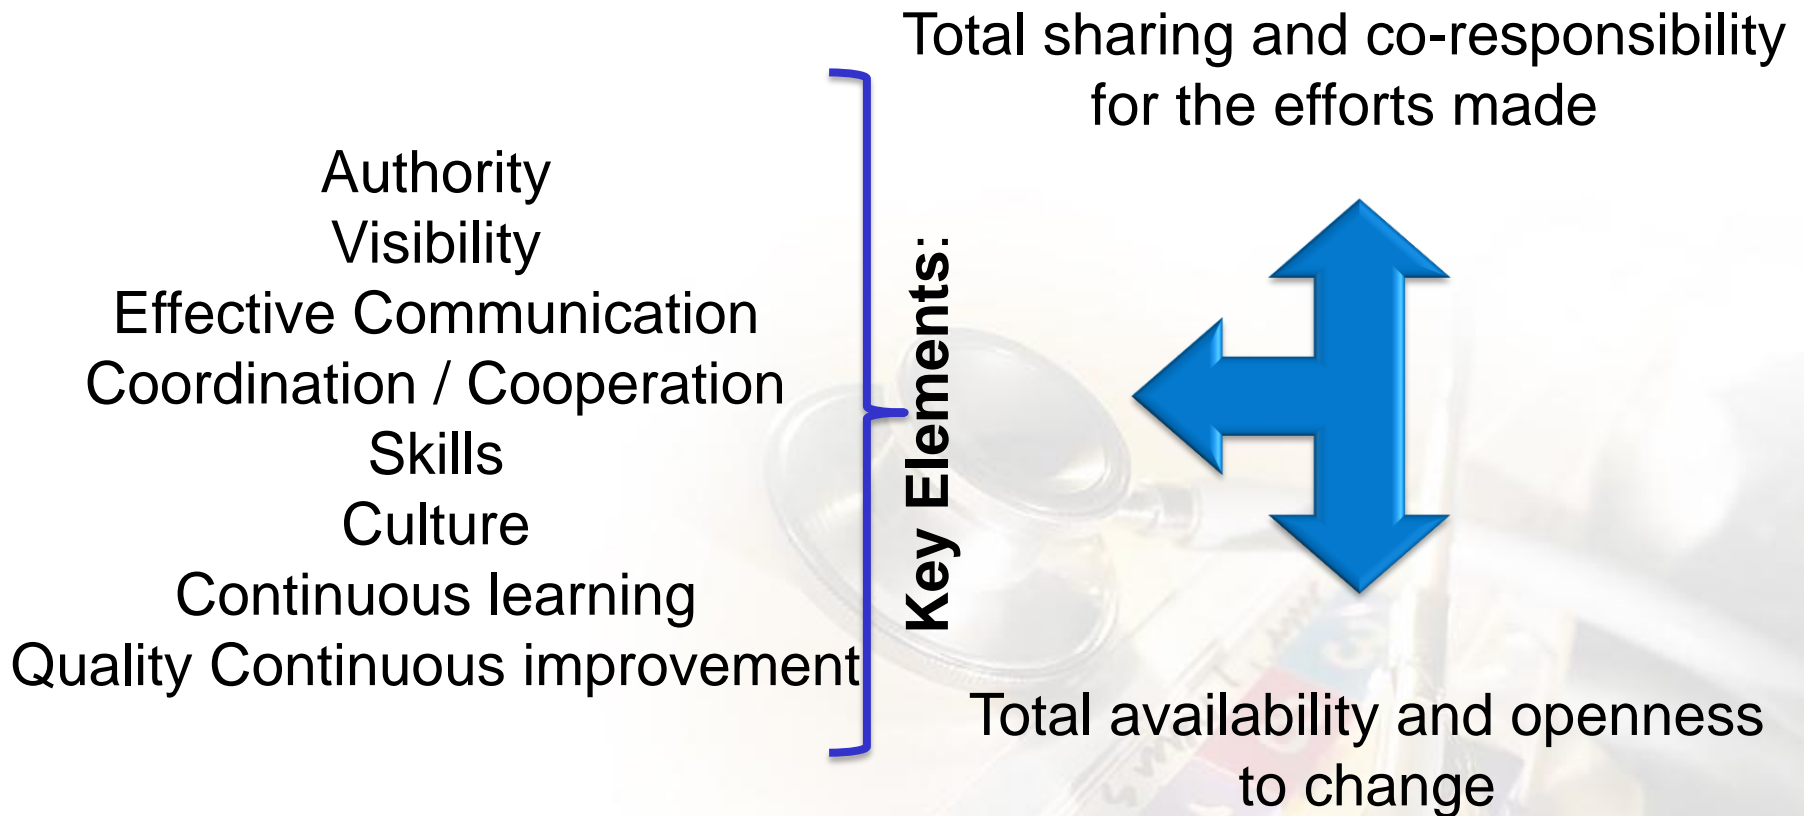 Total sharing and co-responsibility
for the efforts made
Authority
Visibility
Effective Communication
Coordination / Cooperation
Skills
Culture
Continuous learning
Quality Continuous improvement
Key Elements:
Total availability and openness
to change